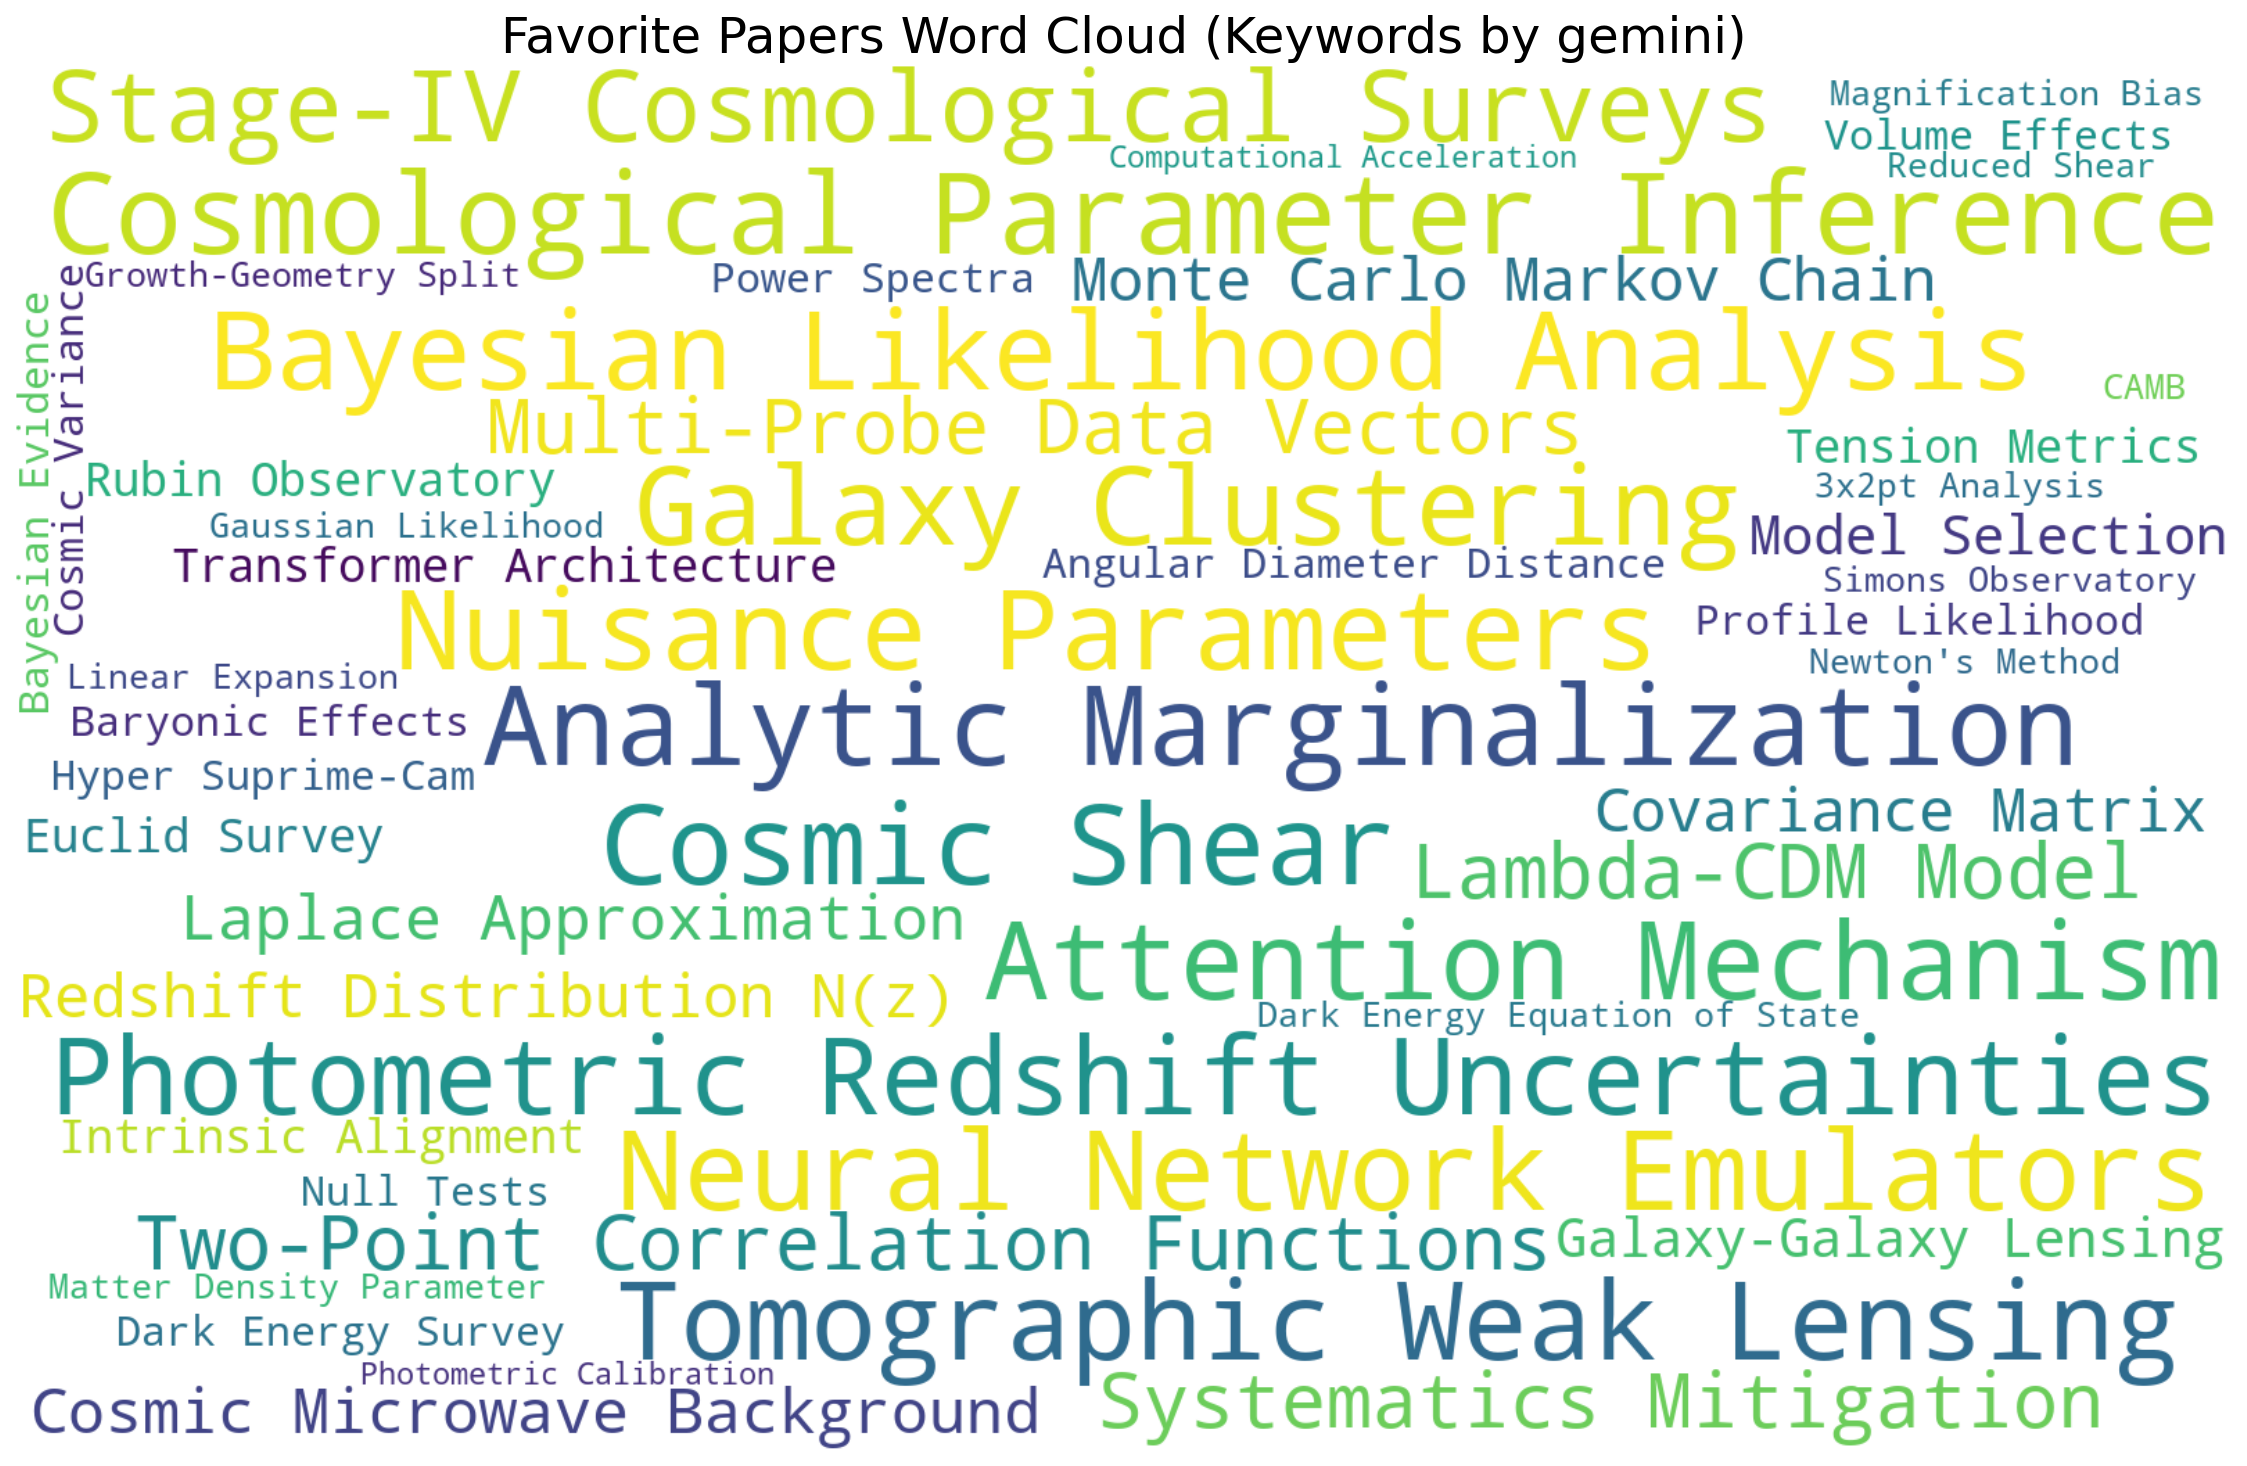 Favorite Papers Word Cloud (Keywords by gemini)
Stage-IV Cosmological Surveys
Magnification Bias
Volume Effects
Computational Acceleration
Reduced Shear
Cosmological Parameter Inference
Growth-Geometry Split
Power Spectra
Monte Carlo Markov Chain
Bayesian Evidence
Cosmic Variance
Bayesian Likelihood Analysis
CAMB
Multi-Probe Data Vectors
Tension Metrics
Rubin Observatory
Galaxy Clustering
3x2pt Analysis
Gaussian Likelihood
Model Selection
Transformer Architecture
Angular Diameter Distance
Simons Observatory
Nuisance Parameters
Profile Likelihood
Newton's Method
Linear Expansion
Baryonic Effects
Analytic Marginalization
Hyper Suprime-Cam
Euclid Survey
Cosmic Shear
Covariance Matrix
Lambda-CDM Model
Laplace Approximation
Attention Mechanism
Redshift Distribution N(z)
Dark Energy Equation of State
Photometric Redshift Uncertainties
Intrinsic Alignment
Neural Network Emulators
Null Tests
Two-Point Correlation Functions
Galaxy-Galaxy Lensing
Matter Density Parameter
Tomographic Weak Lensing
Dark Energy Survey
Photometric Calibration
Cosmic Microwave Background
Systematics Mitigation